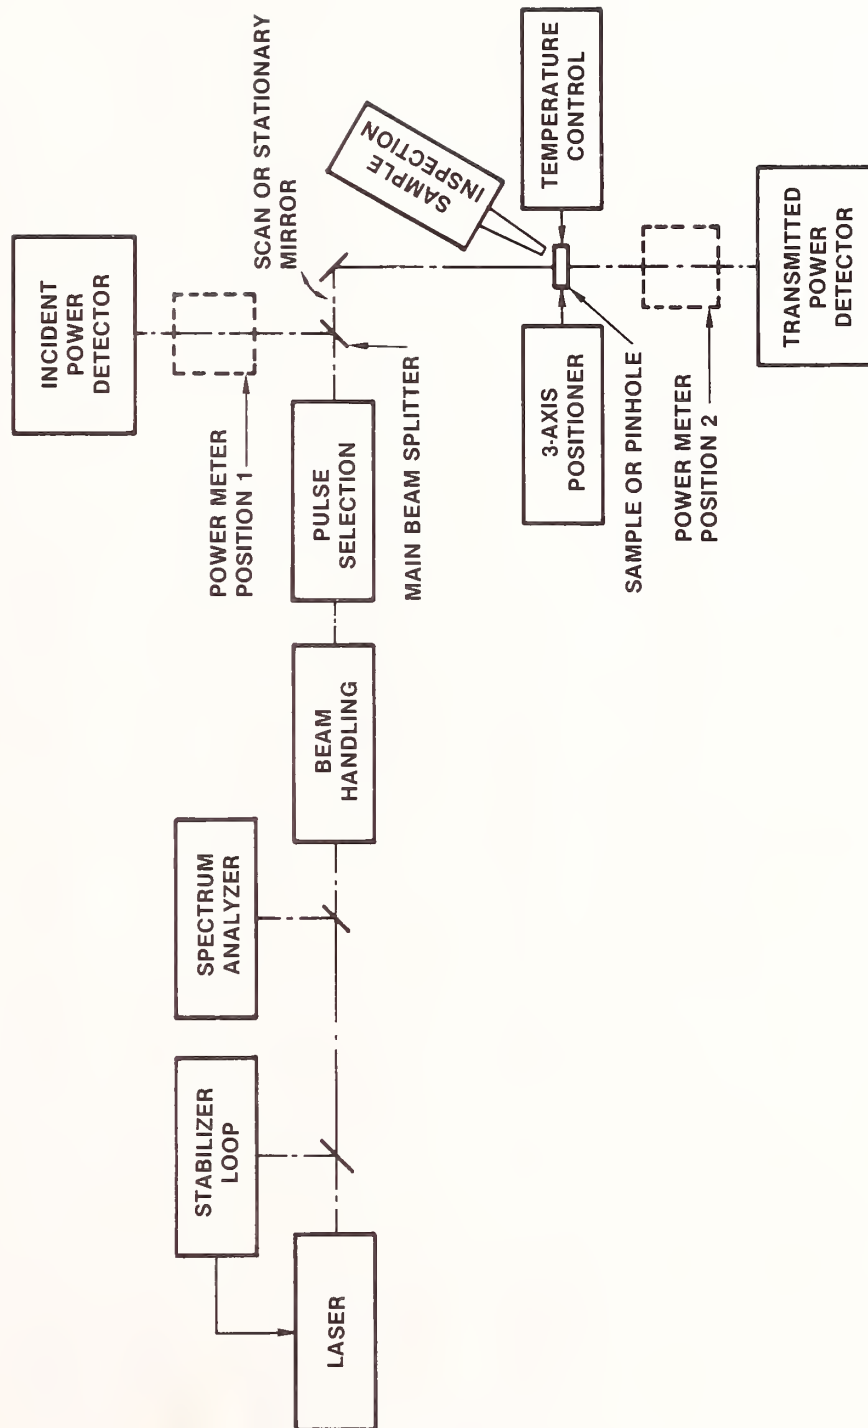 LASER
STABILIZER
LOOP
SPECTRUM
ANALYZER
BEAM
HANDLING
PULSE
SELECTION
POWER METER
POSITION 1
INCIDENT
POWER
DETECTOR
MAIN BEAM SPLITTER
SCAN OR STATIONARY
MIRROR
SAMPLE
INSPECTION
3-AXIS
POSITIONER
TEMPERATURE
CONTROL
SAMPLE OR PINHOLE
POWER METER
POSITION 2
TRANSMITTED
POWER
DETECTOR